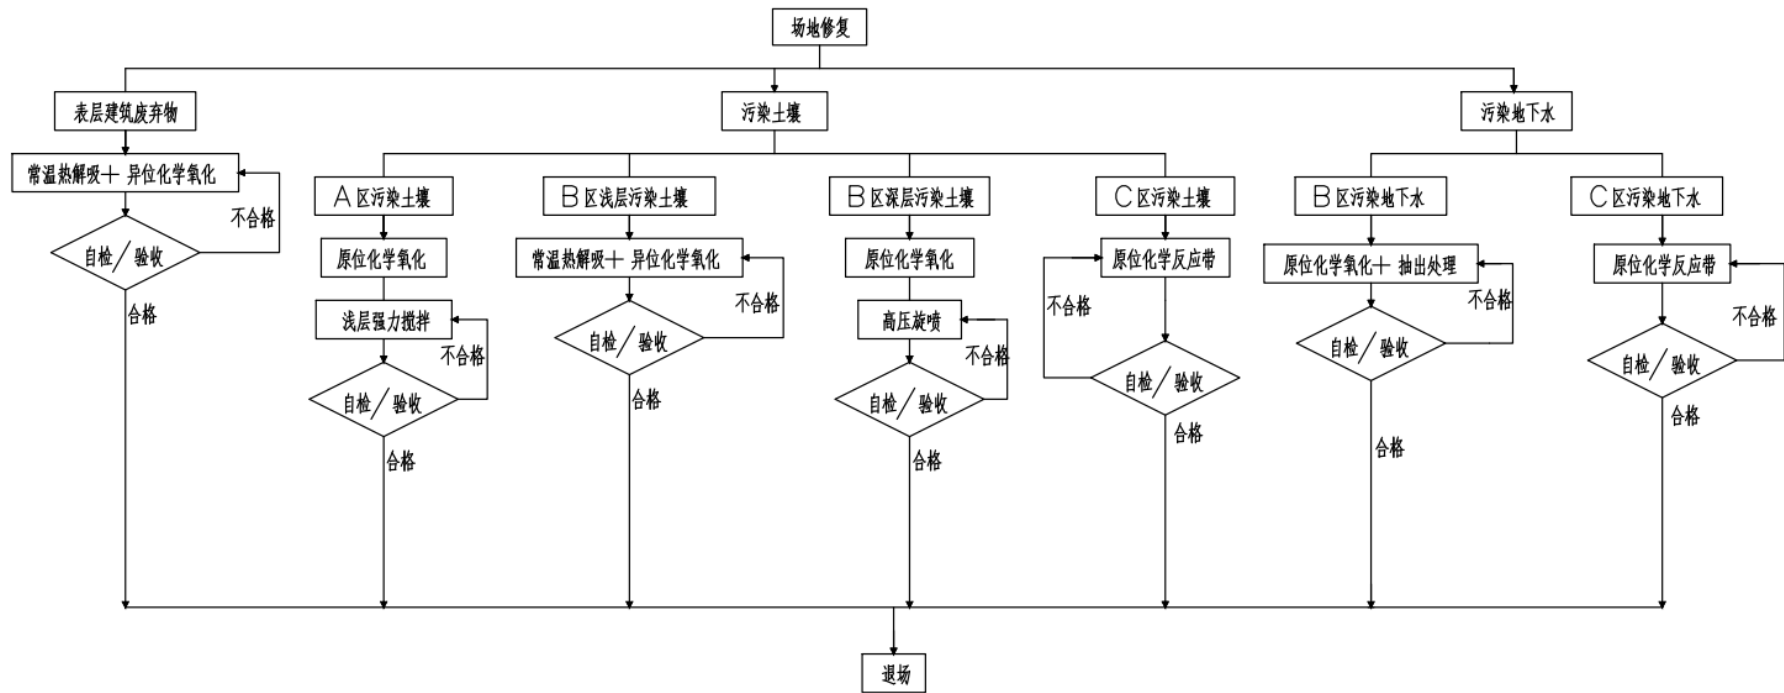 场地修复
表层建筑废弃物
污染土壤
污染地下水
常温热解吸＋异位化学氧化
不合格
自检／验收
合格
A区污染土壤
原位化学氧化
浅层强力搅拌
不合格
自检／验收
合格
B区浅层污染土壤
常温热解吸＋异位化学氧化
不合格
自检／验收
合格
B区深层污染土壤
原位化学氧化
高压旋喷
不合格
自检／验收
合格
C区污染土壤
原位化学反应带
不合格
自检／验收
合格
B区污染地下水
原位化学氧化＋抽出处理
不合格
自检／验收
合格
C区污染地下水
原位化学反应带
不合格
自检／验收
合格
退场